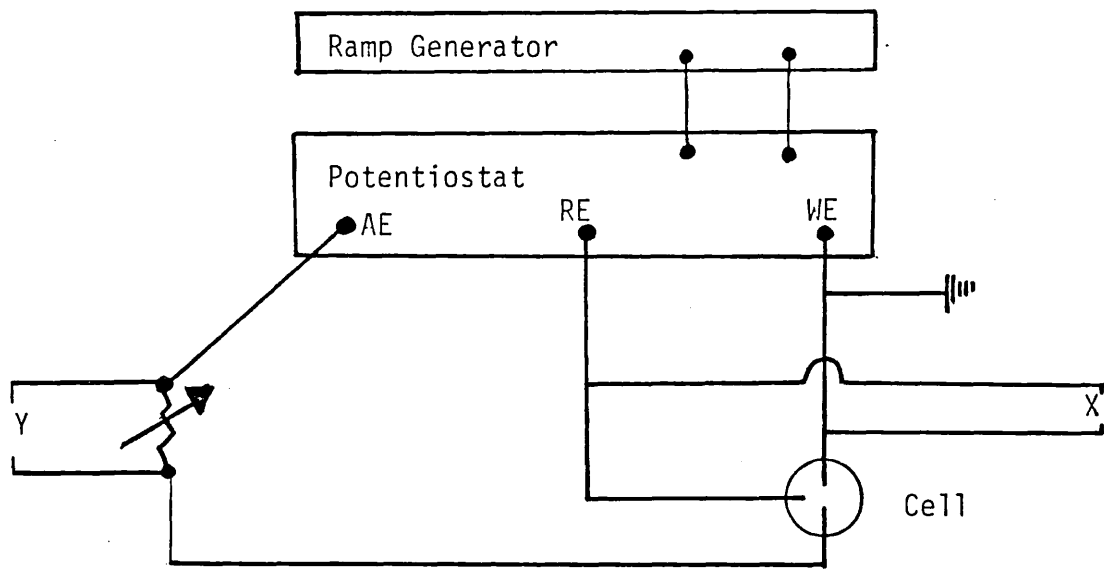 Ramp Generator
Potentiostat
AE
RE
WE
Y
X
Cell